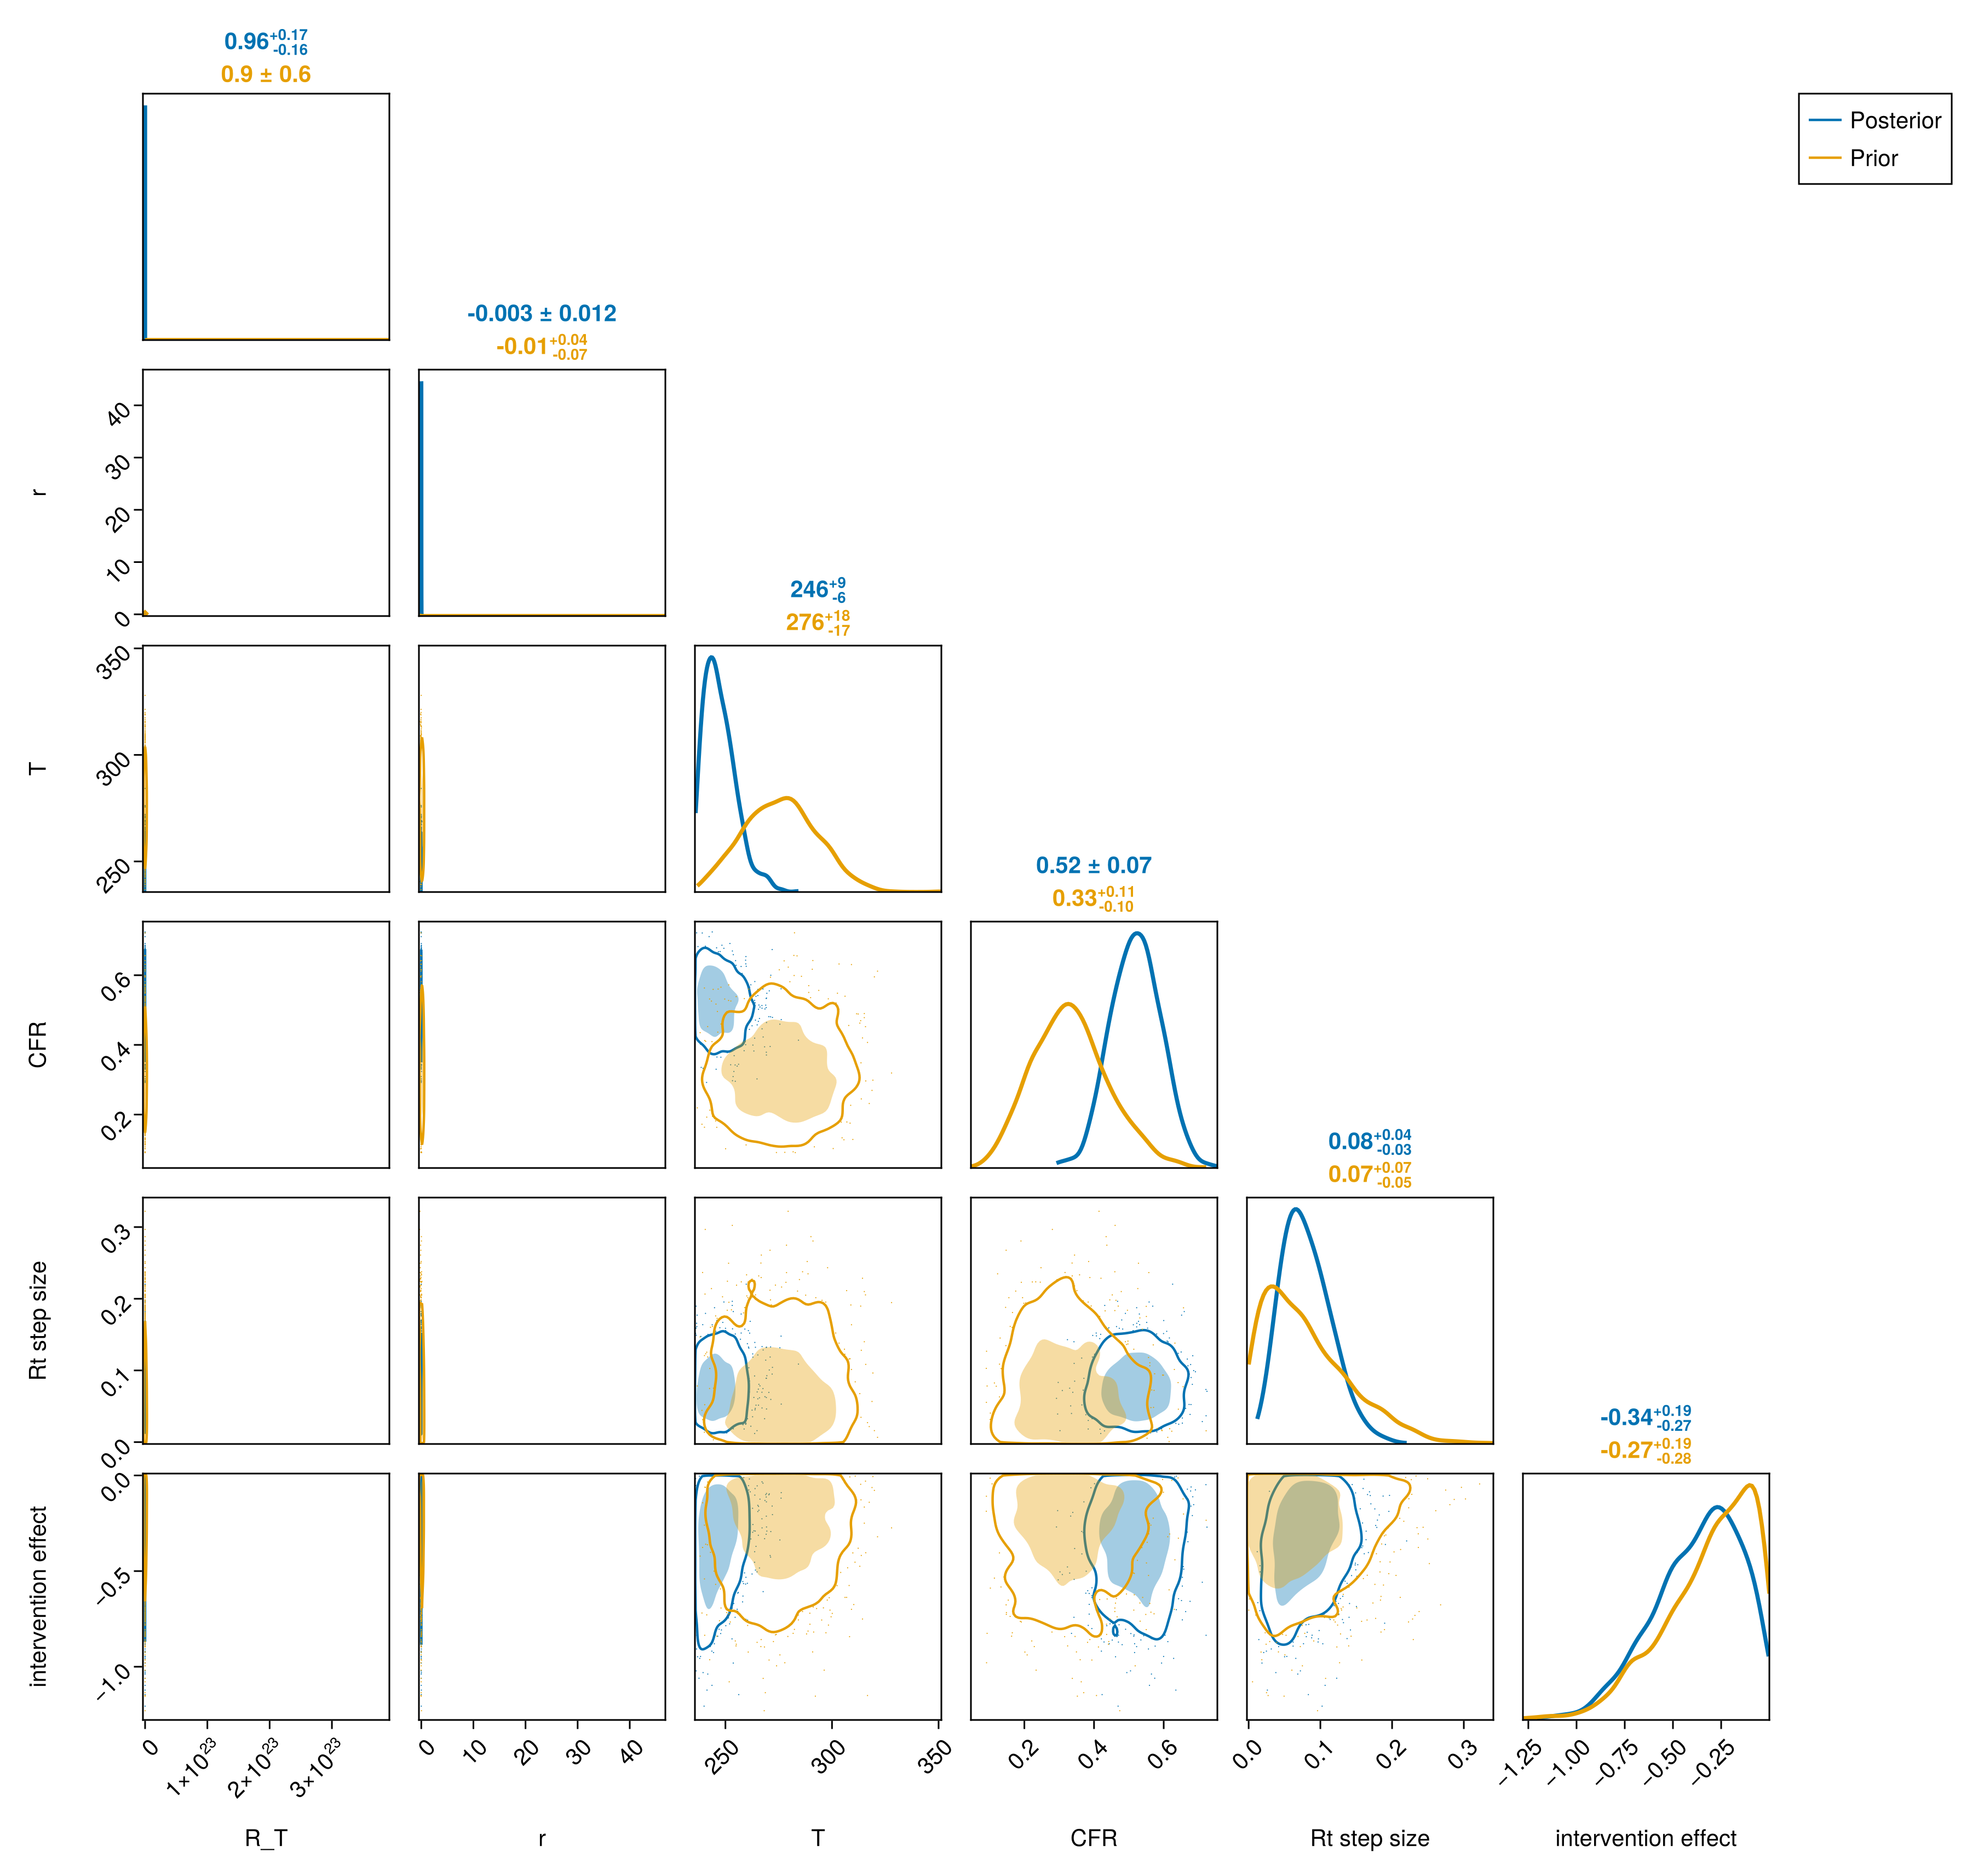 0.96+0.17-0.16
0.9 ± 0.6
Posterior
Prior
-0.003 ± 0.012
-0.01+0.04-0.07
r
40
30
20
10
0
246+9-6
276+18-17
T
350
300
250
0.52 ± 0.07
0.33+0.11-0.10
CFR
0.6
0.4
0.2
0.08+0.04-0.03
0.07+0.07-0.05
Rt step size
0.3
0.2
0.1
0.0
-0.34+0.19-0.27
-0.27+0.19-0.28
intervention effect
0.0
−0.5
−1.0
0 1×10²³ 2×10²³ 3×10²³ 0 10 20 30 40 250 300 350 0.2 0.4 0.6 0.0 0.1 0.2 0.3 −1.25 −1.00 −0.75 −0.50 −0.25
R_T r T CFR Rt step size intervention effect